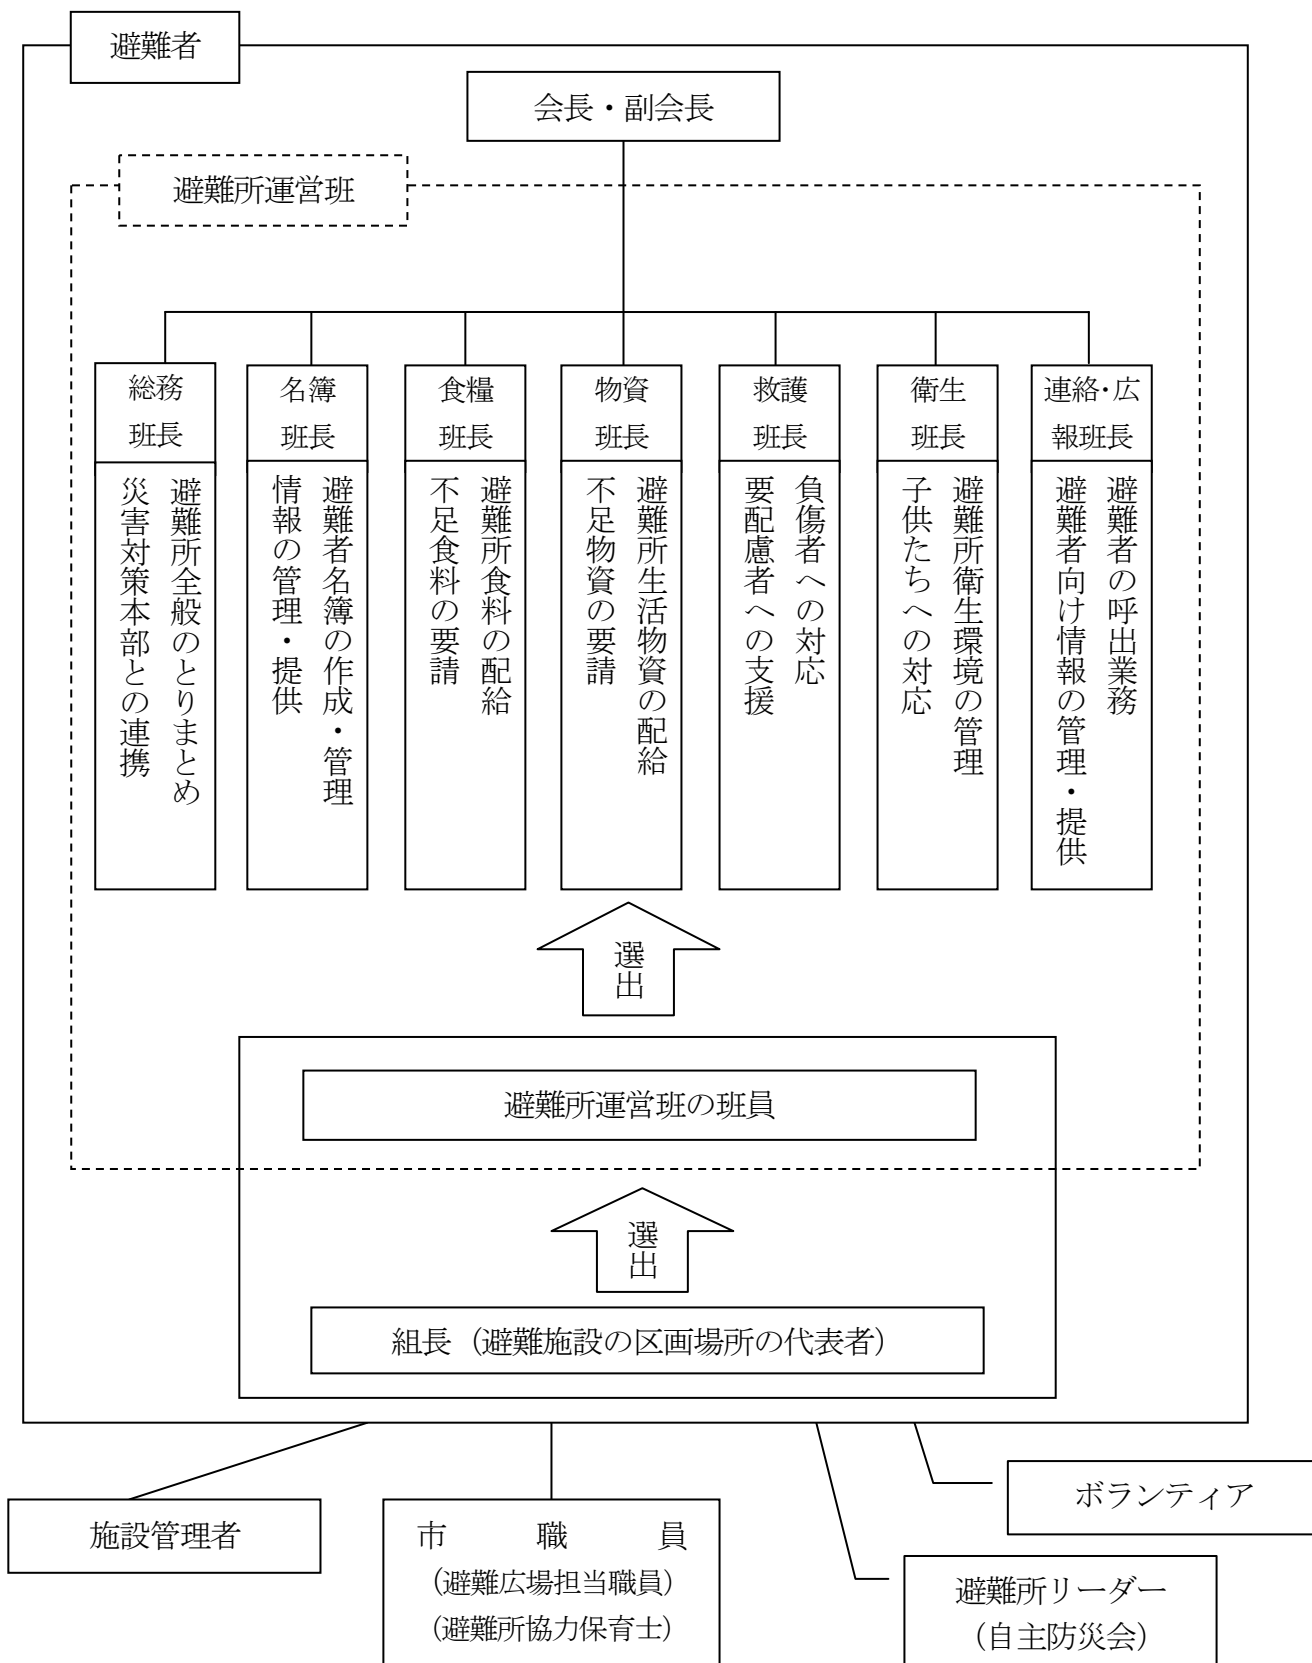 避難者
会長・副会長
避難所運営班
総務
班長
避難所全般のとりまとめ
災害対策本部との連携
名簿
班長
避難者名簿の作成・管理
情報の管理・提供
食糧
班長
避難所食料の配給
不足食料の要請
物資
班長
避難所生活物資の配給
不足物資の要請
救護
班長
負傷者への対応
要配慮者への支援
衛生
班長
避難所衛生環境の管理
子供たちへの対応
連絡・広
報班長
避難者の呼出業務
避難者向け情報の管理・提供
選出
避難所運営班の班員
選出
組長（避難施設の区画場所の代表者）
施設管理者
市　職　員
（避難広場担当職員）
（避難所協力保育士）
ボランティア
避難所リーダー
（自主防災会）